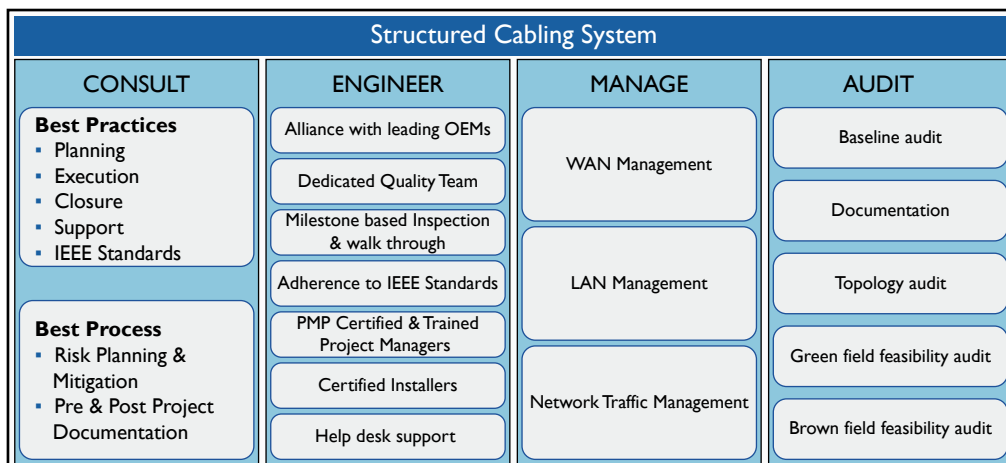 Structured Cabling System
CONSULT
Best Practices
▪ Planning
▪ Execution
▪ Closure
▪ Support
▪ IEEE Standards
Best Process
▪ Risk Planning &
Mitigation
▪ Pre & Post Project
Documentation
ENGINEER
Alliance with leading OEMs
Dedicated Quality Team
Milestone based Inspection
& walk through
Adherence to IEEE Standards
PMP Certified & Trained
Project Managers
Certified Installers
Help desk support
MANAGE
WAN Management
LAN Management
Network Traffic Management
AUDIT
Baseline audit
Documentation
Topology audit
Green field feasibility audit
Brown field feasibility audit